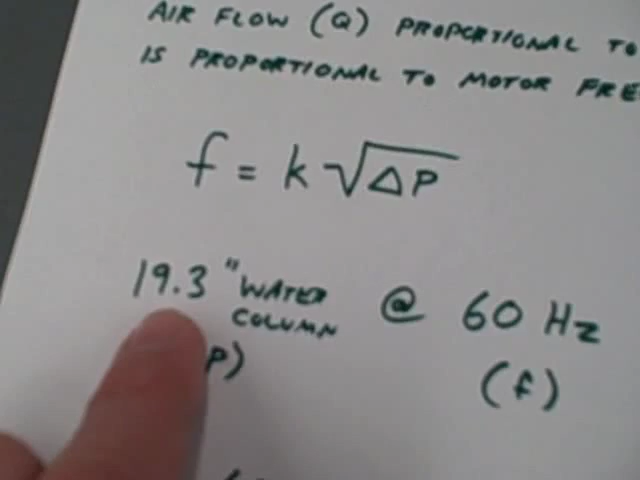 AIR FLOW (Q) PROPORTIONAL TO
IS PROPORTIONAL TO MOTOR FRE
f = k √ΔP
19.3 "WATER COLUMN @ 60 Hz
P) (f)